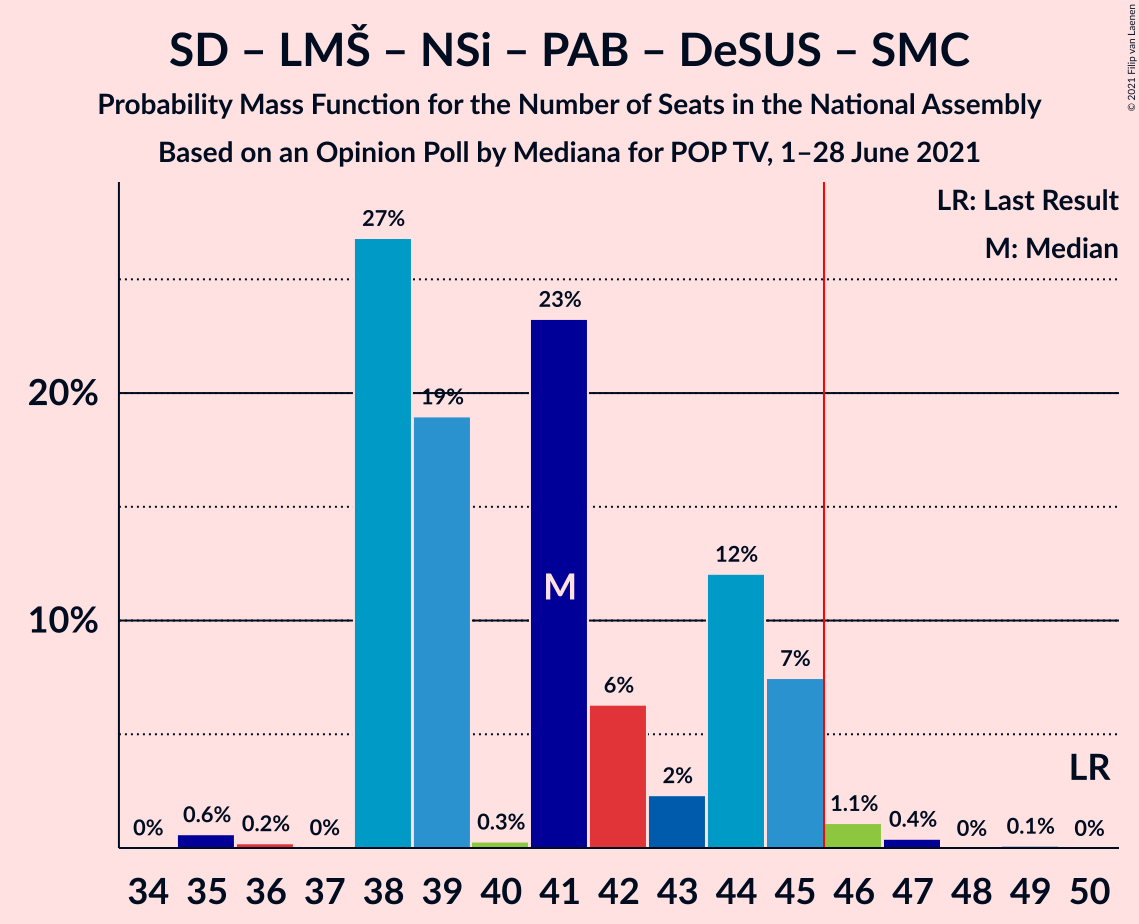 SD – LMŠ – NSi – PAB – DeSUS – SMC
Probability Mass Function for the Number of Seats in the National Assembly
Based on an Opinion Poll by Mediana for POP TV, 1–28 June 2021
© 2021 Filip van Laenen
LR: Last Result
M: Median
20%
10%
0%
0.6%
0.2%
0%
27%
19%
0.3%
23%
6%
2%
12%
7%
1.1%
0.4%
0%
0.1%
0%
M
LR
34 35 36 37 38 39 40 41 42 43 44 45 46 47 48 49 50